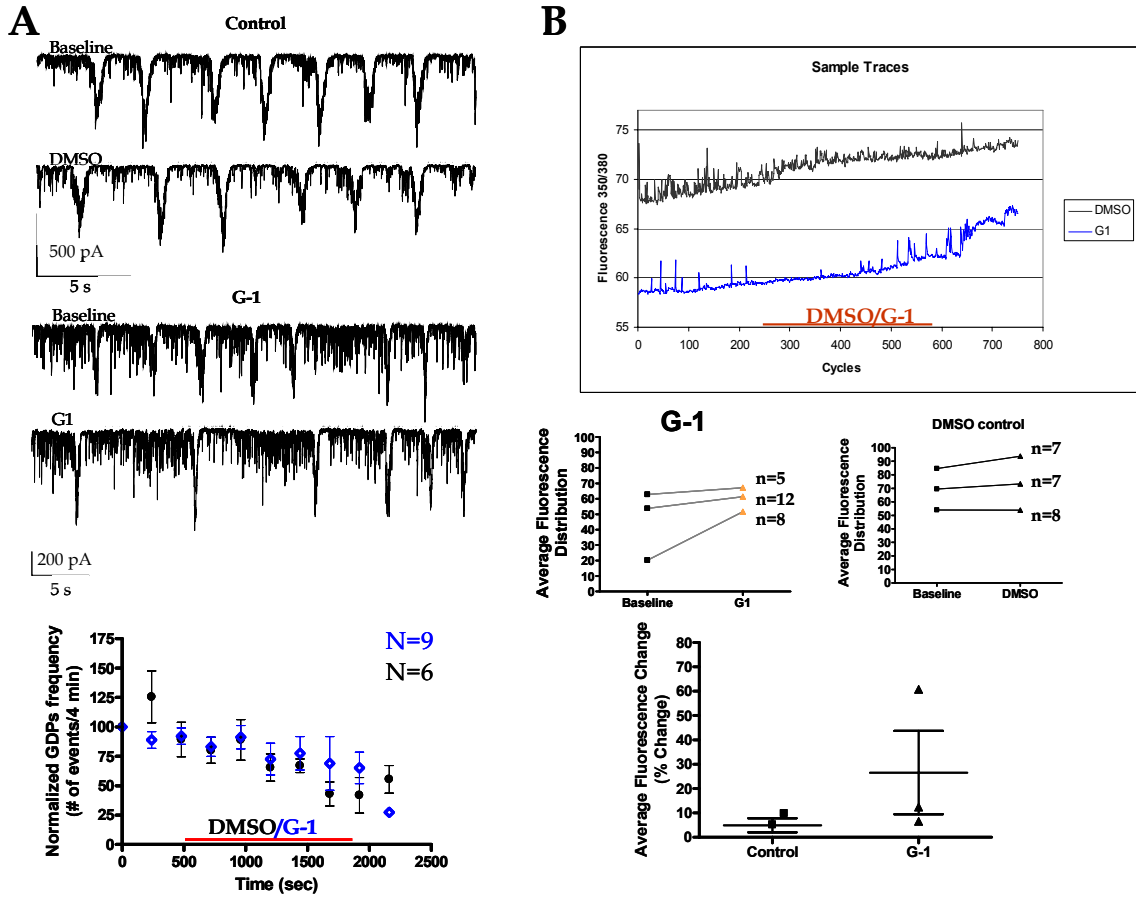 A
Control
Baseline
DMSO
500 pA
5 s
G-1
Baseline
G1
200 pA
5 s
Normalized GDPs frequency
(# of events/4 min)
175
150
125
100
75
50
25
0
N=9
N=6
DMSO/G-1
0 500 1000 1500 2000 2500
Time (sec)
B
Sample Traces
Fluorescence 350/380
75
70
65
60
55
DMSO/G-1
0 100 200 300 400 500 600 700 800
Cycles
DMSO
G1
G-1
Average Fluorescence
Distribution
100
90
80
70
60
50
40
30
20
10
0
n=5
n=12
n=8
Baseline G1
DMSO control
Average Fluorescence
Distribution
100
90
80
70
60
50
40
30
20
10
0
n=7
n=7
n=8
Baseline DMSO
Average Fluorescence Change
(% Change)
80
70
60
50
40
30
20
10
0
Control G-1